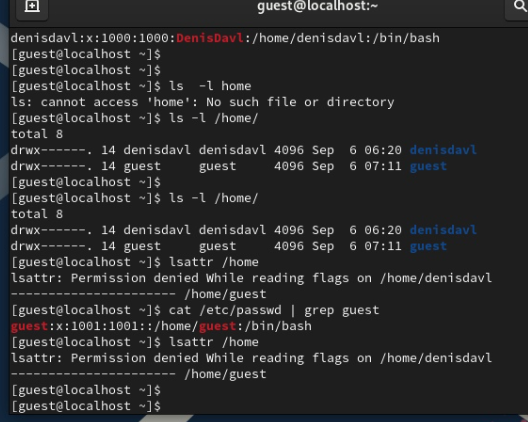 guest@localhost:~
denisdavl:x:1000:1000:DenisDavl:/home/denisdavl:/bin/bash
[guest@localhost ~]$
[guest@localhost ~]$
[guest@localhost ~]$ ls  -l home
ls: cannot access 'home': No such file or directory
[guest@localhost ~]$ ls -l /home/
total 8
drwx------. 14 denisdavl denisdavl 4096 Sep  6 06:20 denisdavl
drwx------. 14 guest     guest     4096 Sep  6 07:11 guest
[guest@localhost ~]$
[guest@localhost ~]$ ls -l /home/
total 8
drwx------. 14 denisdavl denisdavl 4096 Sep  6 06:20 denisdavl
drwx------. 14 guest     guest     4096 Sep  6 07:11 guest
[guest@localhost ~]$ lsattr /home
lsattr: Permission denied While reading flags on /home/denisdavl
---------------------- /home/guest
[guest@localhost ~]$ cat /etc/passwd | grep guest
guest:x:1001:1001::/home/guest:/bin/bash
[guest@localhost ~]$ lsattr /home
lsattr: Permission denied While reading flags on /home/denisdavl
---------------------- /home/guest
[guest@localhost ~]$
[guest@localhost ~]$